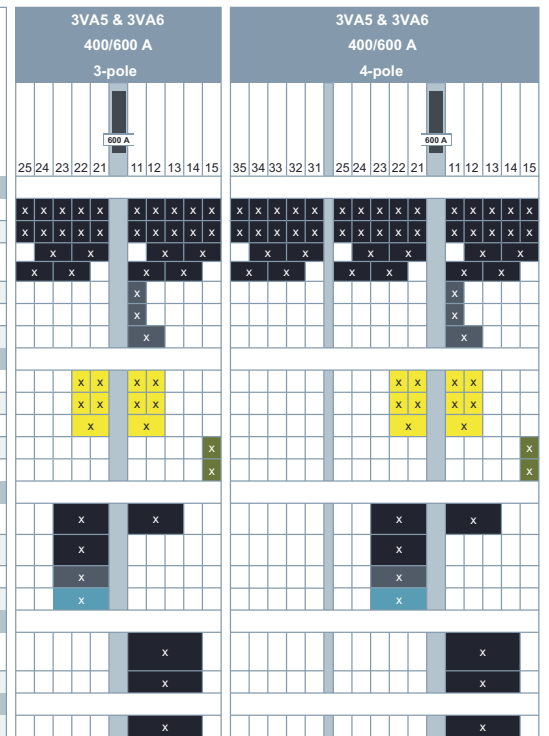 3VA5 & 3VA6 3VA5 & 3VA6
400/600 A 400/600 A
3-pole 4-pole
600 A 600 A
25 24 23 22 21 11 12 13 14 15 35 34 33 32 31 25 24 23 22 21 11 12 13 14 15
x x x x x x x x x x x x x x x x x x x x x x x x x
x x x x x x x x x x x x x x x x x x x x x x x x x
x x x x x x x x x x
x x x x x x x x x x
x x
x x
x x
x x x x x x x x
x x x x x x x x
x x x x
x x
x x
x x x x
x x
x x
x x
x x
x x
x x